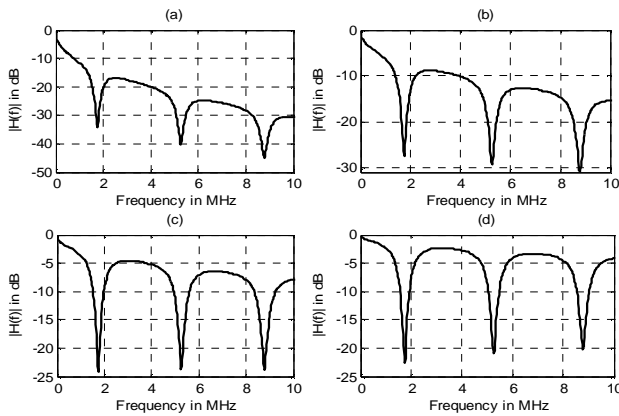 (a)
|H(f)| in dB
0
-10
-20
-30
-40
-50
0 2 4 6 8 10
Frequency in MHz
(b)
|H(f)| in dB
0
-10
-20
-30
0 2 4 6 8 10
Frequency in MHz
(c)
|H(f)| in dB
0
-5
-10
-15
-20
-25
0 2 4 6 8 10
Frequency in MHz
(d)
|H(f)| in dB
0
-5
-10
-15
-20
-25
0 2 4 6 8 10
Frequency in MHz